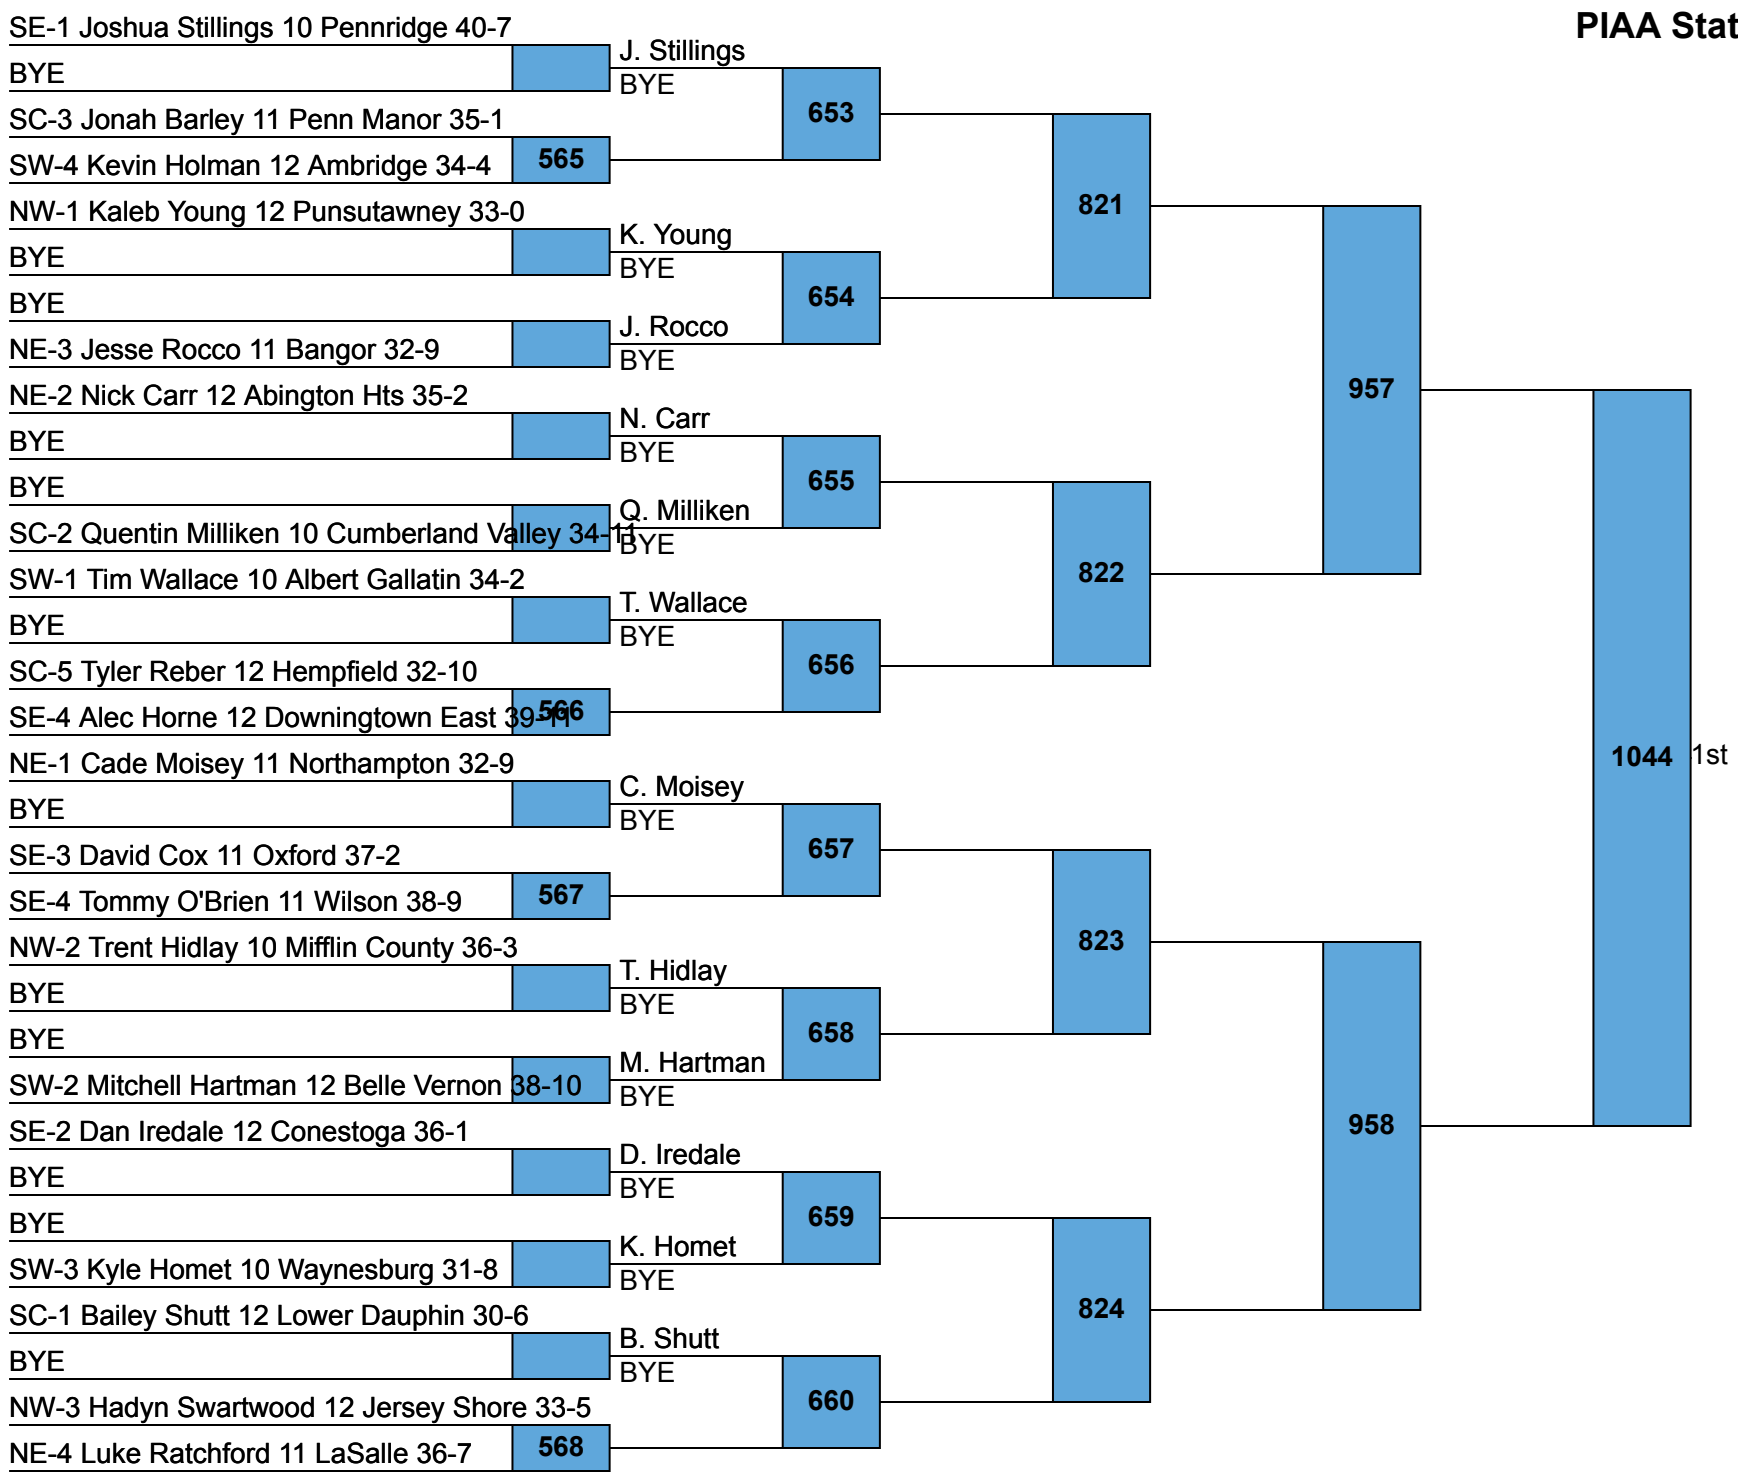 PIAA Stat
SE-1 Joshua Stillings 10 Pennridge 40-7
BYE
SC-3 Jonah Barley 11 Penn Manor 35-1
SW-4 Kevin Holman 12 Ambridge 34-4
NW-1 Kaleb Young 12 Punsutawney 33-0
BYE
BYE
NE-3 Jesse Rocco 11 Bangor 32-9
NE-2 Nick Carr 12 Abington Hts 35-2
BYE
BYE
SC-2 Quentin Milliken 10 Cumberland Valley 34-11
SW-1 Tim Wallace 10 Albert Gallatin 34-2
BYE
SC-5 Tyler Reber 12 Hempfield 32-10
SE-4 Alec Horne 12 Downingtown East 39-11
NE-1 Cade Moisey 11 Northampton 32-9
BYE
SE-3 David Cox 11 Oxford 37-2
SE-4 Tommy O'Brien 11 Wilson 38-9
NW-2 Trent Hidlay 10 Mifflin County 36-3
BYE
BYE
SW-2 Mitchell Hartman 12 Belle Vernon 38-10
SE-2 Dan Iredale 12 Conestoga 36-1
BYE
BYE
SW-3 Kyle Homet 10 Waynesburg 31-8
SC-1 Bailey Shutt 12 Lower Dauphin 30-6
BYE
NW-3 Hadyn Swartwood 12 Jersey Shore 33-5
NE-4 Luke Ratchford 11 LaSalle 36-7
565
566
567
568
J. Stillings
BYE
K. Young
BYE
J. Rocco
BYE
N. Carr
BYE
Q. Milliken
BYE
T. Wallace
BYE
C. Moisey
BYE
T. Hidlay
BYE
M. Hartman
BYE
D. Iredale
BYE
K. Homet
BYE
B. Shutt
BYE
653
654
655
656
657
658
659
660
821
822
823
824
957
958
1044
1st